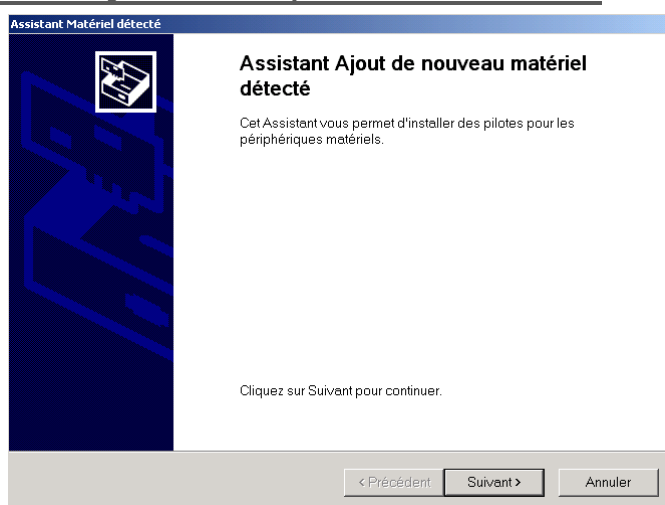 Assistant Matériel détecté
Assistant Ajout de nouveau matériel
détecté
Cet Assistant vous permet d'installer des pilotes pour les
périphériques matériels.
Cliquez sur Suivant pour continuer.
< Précédent
Suivant >
Annuler